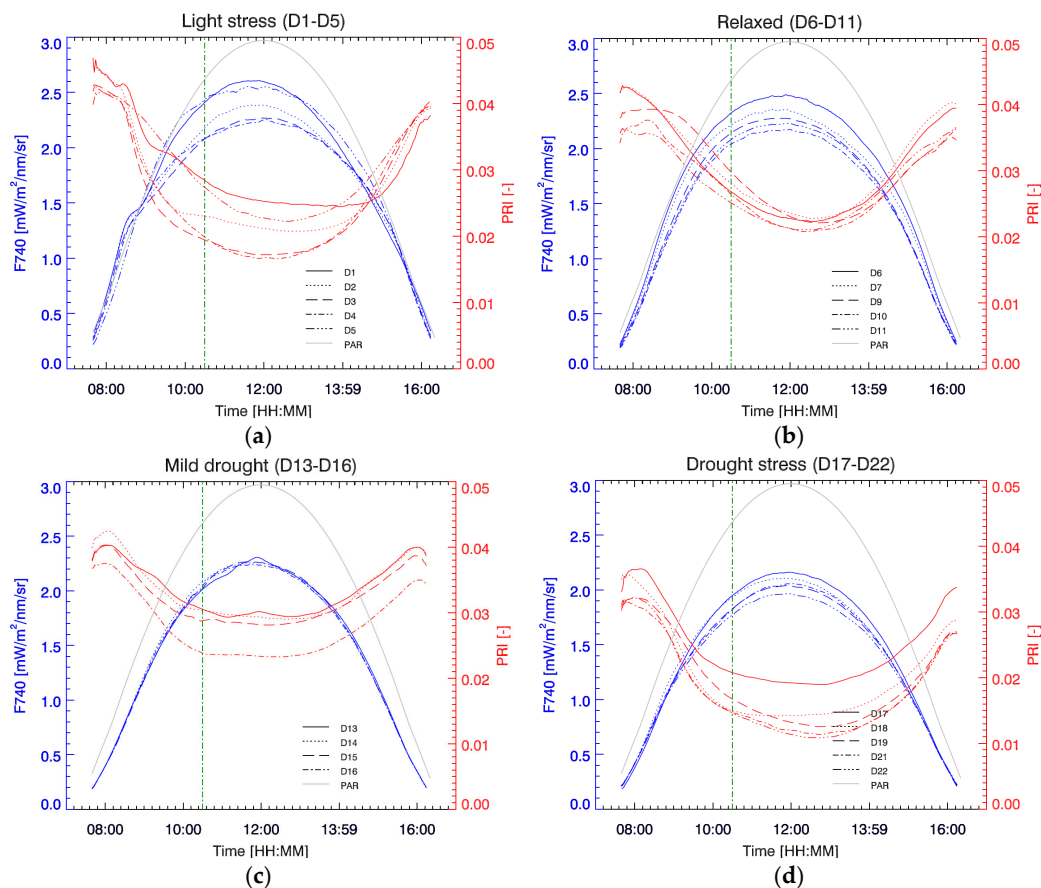 Light stress (D1-D5)
3.0
2.5
2.0
1.5
1.0
0.5
0.0
F740 [mW/m²/nm/sr]
0.05
0.04
0.03
0.02
0.01
0.00
PRI [-]
D1
D2
D3
D4
D5
PAR
08:00 10:00 12:00 13:59 16:00
Time [HH:MM]
(a)
Relaxed (D6-D11)
3.0
2.5
2.0
1.5
1.0
0.5
0.0
F740 [mW/m²/nm/sr]
0.05
0.04
0.03
0.02
0.01
0.00
PRI [-]
D6
D7
D9
D10
D11
PAR
08:00 10:00 12:00 13:59 16:00
Time [HH:MM]
(b)
Mild drought (D13-D16)
3.0
2.5
2.0
1.5
1.0
0.5
0.0
F740 [mW/m²/nm/sr]
0.05
0.04
0.03
0.02
0.01
0.00
PRI [-]
D13
D14
D15
D16
PAR
08:00 10:00 12:00 13:59 16:00
Time [HH:MM]
(c)
Drought stress (D17-D22)
3.0
2.5
2.0
1.5
1.0
0.5
0.0
F740 [mW/m²/nm/sr]
0.05
0.04
0.03
0.02
0.01
0.00
PRI [-]
D17
D18
D19
D21
D22
PAR
08:00 10:00 12:00 13:59 16:00
Time [HH:MM]
(d)